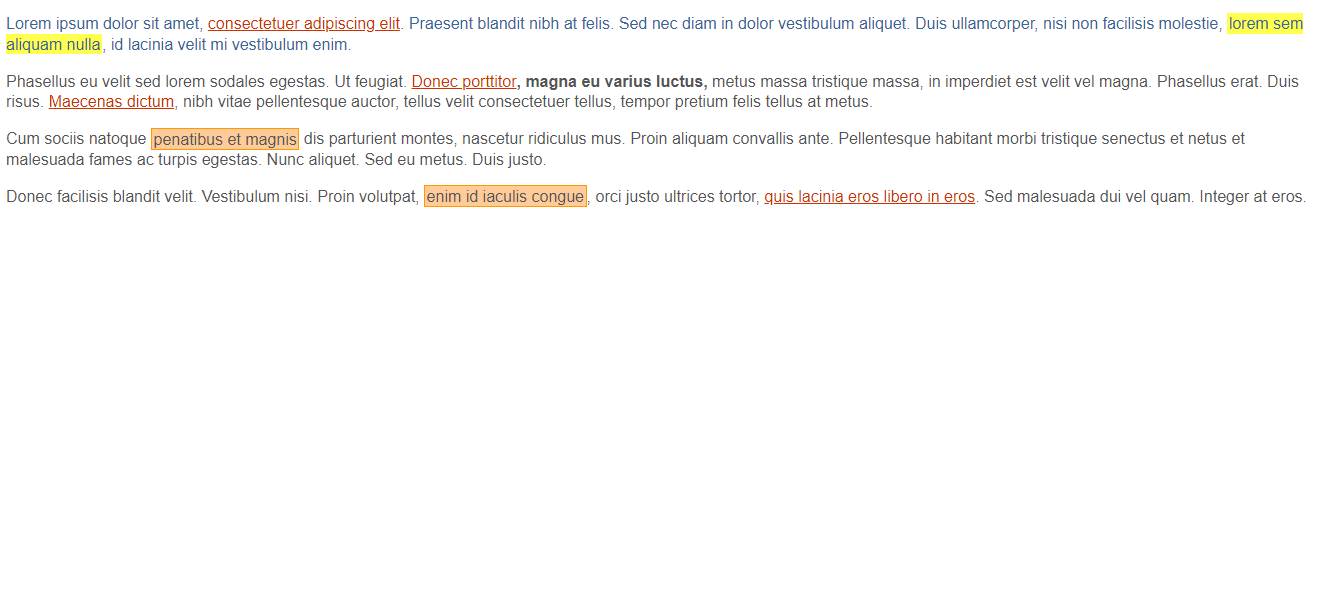 Lorem ipsum dolor sit amet, consectetuer adipiscing elit. Praesent blandit nibh at felis. Sed nec diam in dolor vestibulum aliquet. Duis ullamcorper, nisi non facilisis molestie, lorem sem
aliquam nulla, id lacinia velit mi vestibulum enim.
Phasellus eu velit sed lorem sodales egestas. Ut feugiat. Donec porttitor, magna eu varius luctus, metus massa tristique massa, in imperdiet est velit vel magna. Phasellus erat. Duis
risus. Maecenas dictum, nibh vitae pellentesque auctor, tellus velit consectetuer tellus, tempor pretium felis tellus at metus.
Cum sociis natoque penatibus et magnis dis parturient montes, nascetur ridiculus mus. Proin aliquam convallis ante. Pellentesque habitant morbi tristique senectus et netus et
malesuada fames ac turpis egestas. Nunc aliquet. Sed eu metus. Duis justo.
Donec facilisis blandit velit. Vestibulum nisi. Proin volutpat, enim id iaculis congue, orci justo ultrices tortor, quis lacinia eros libero in eros. Sed malesuada dui vel quam. Integer at eros.